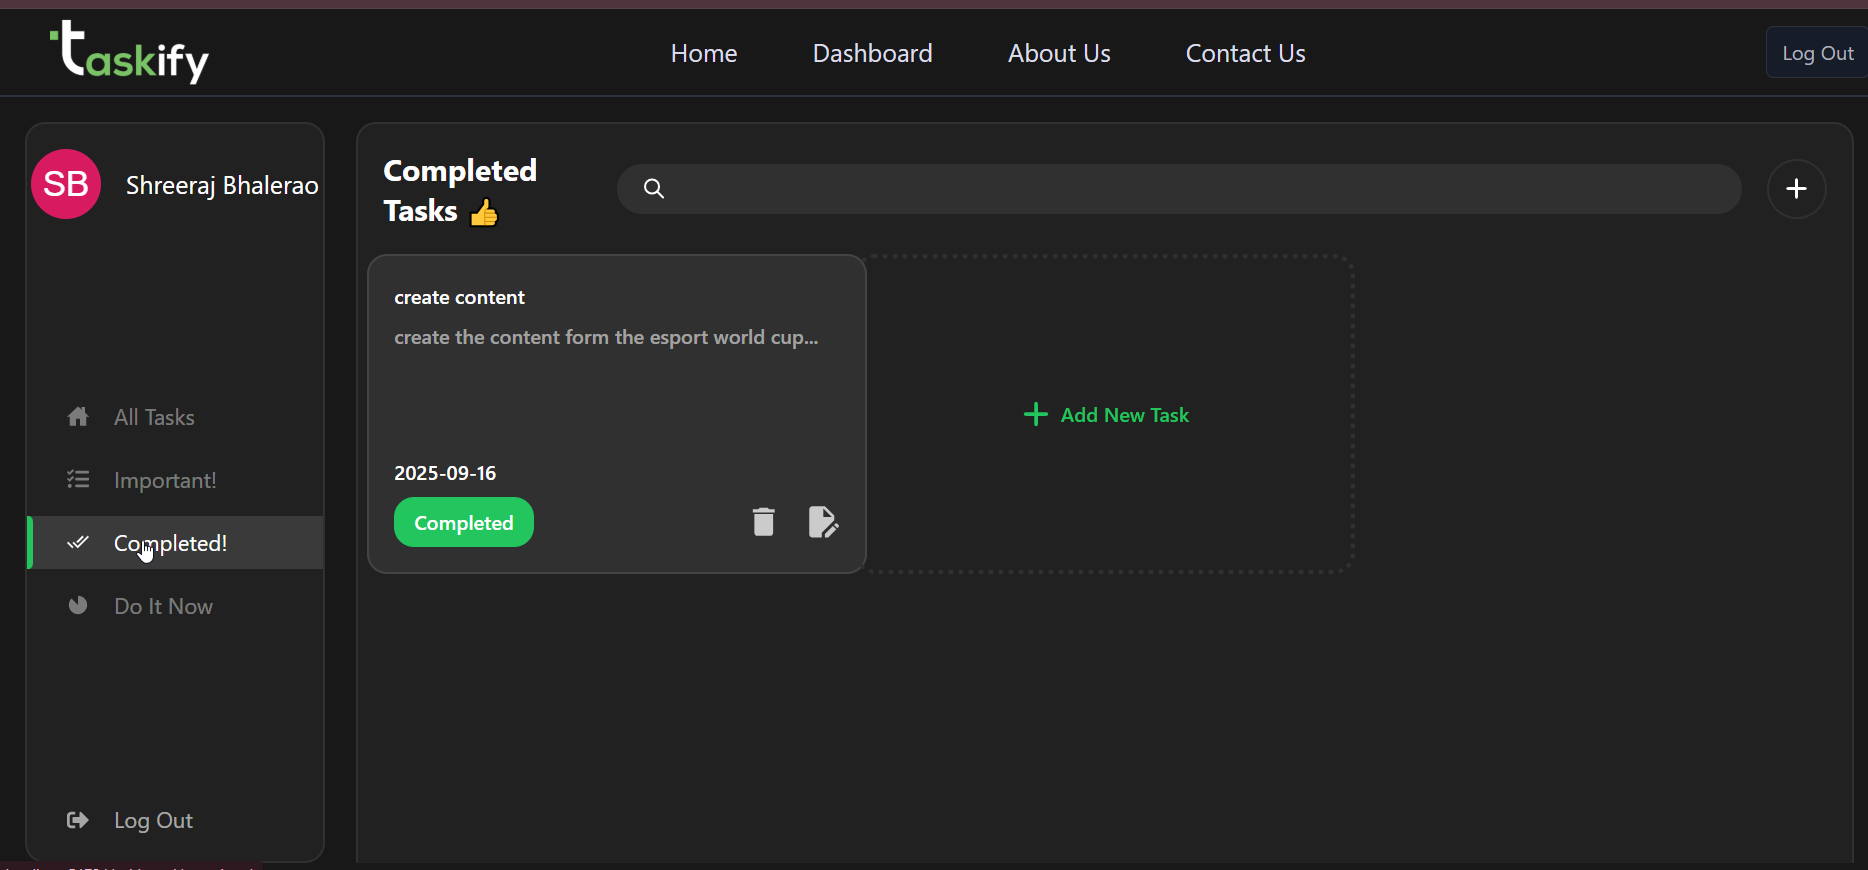 taskify
Home
Dashboard
About Us
Contact Us
Log Out
SB
Shreeraj Bhalerao
All Tasks
Important!
Completed!
Do It Now
Log Out
Completed
Tasks 👍
create content
create the content form the esport world cup...
2025-09-16
Completed
Add New Task